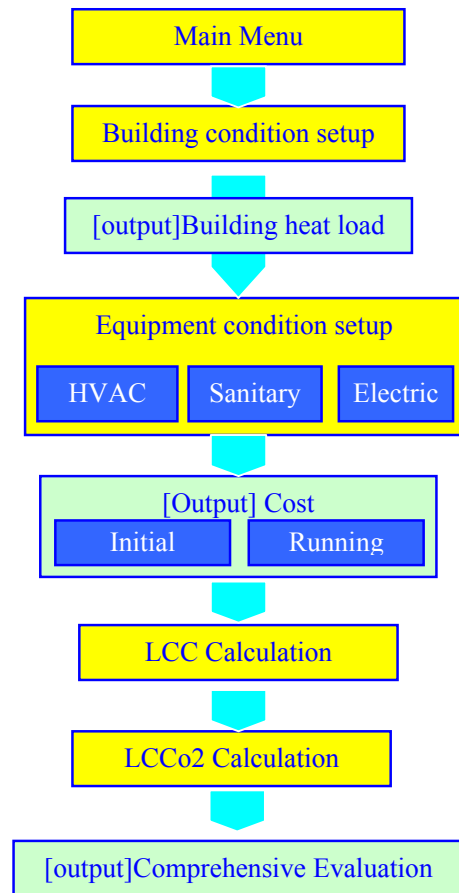 Main Menu
Building condition setup
[output]Building heat load
Equipment condition setup
HVAC Sanitary Electric
[Output] Cost
Initial Running
LCC Calculation
LCCo2 Calculation
[output]Comprehensive Evaluation